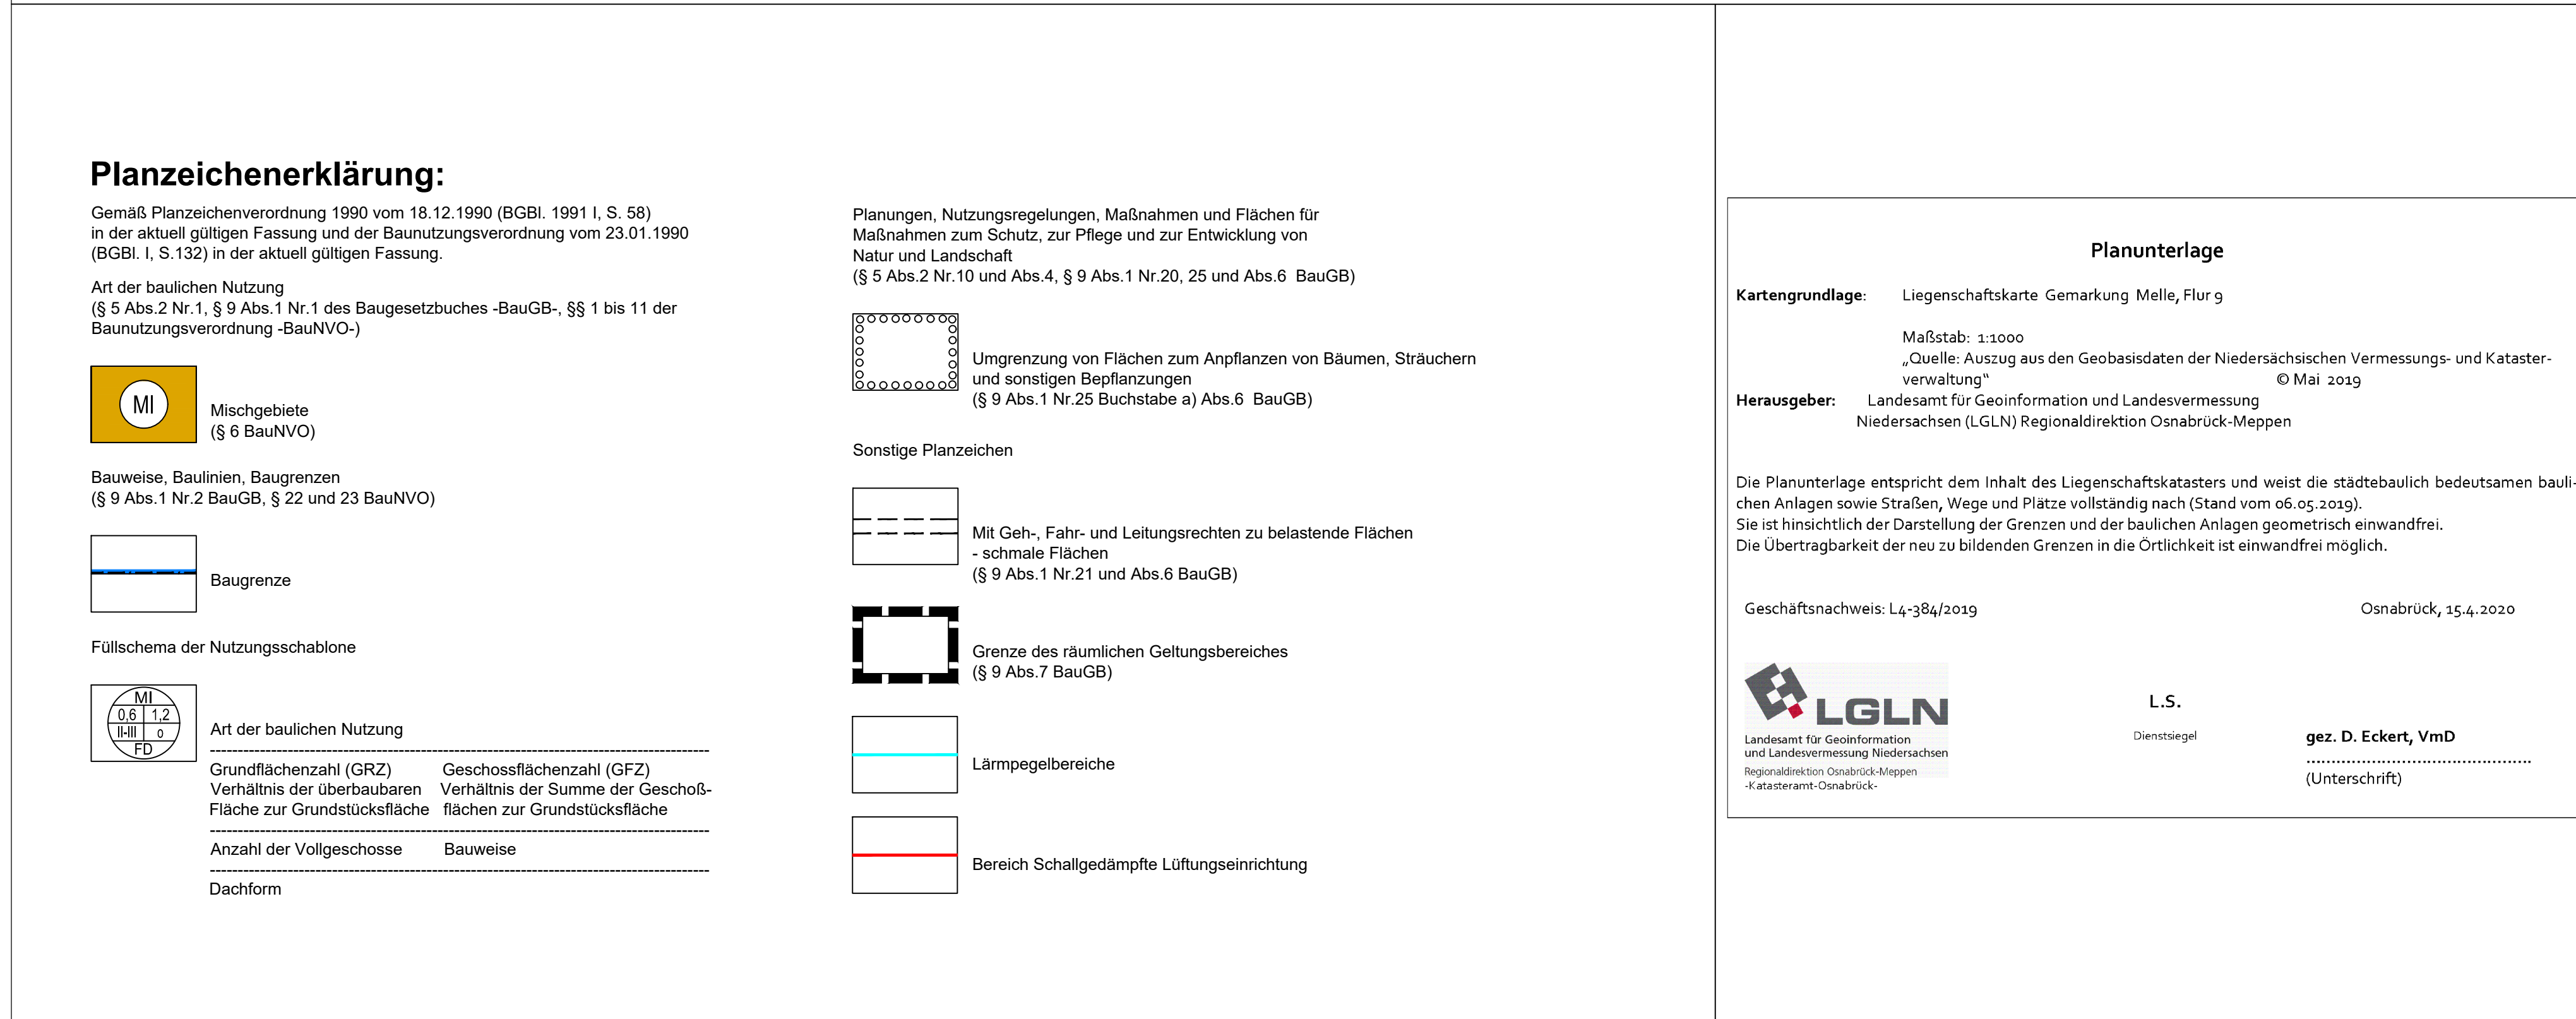 Planzeichenerklärung:
Gemäß Planzeichenverordnung 1990 vom 18.12.1990 (BGBl. 1991 I, S. 58)
in der aktuell gültigen Fassung und der Baunutzungsverordnung vom 23.01.1990
(BGBl. I, S.132) in der aktuell gültigen Fassung.
Art der baulichen Nutzung
(§ 5 Abs.2 Nr.1, § 9 Abs.1 Nr.1 des Baugesetzbuches -BauGB-, §§ 1 bis 11 der
Baunutzungsverordnung -BauNVO-)
MI
Mischgebiete
(§ 6 BauNVO)
Bauweise, Baulinien, Baugrenzen
(§ 9 Abs.1 Nr.2 BauGB, § 22 und 23 BauNVO)
Baugrenze
Füllschema der Nutzungsschablone
MI
0,6 1,2
II-III o
FD
Art der baulichen Nutzung
Grundflächenzahl (GRZ) Geschossflächenzahl (GFZ)
Verhältnis der überbaubaren Verhältnis der Summe der Geschoß-
Fläche zur Grundstücksfläche flächen zur Grundstücksfläche
Anzahl der Vollgeschosse Bauweise
Dachform
Planungen, Nutzungsregelungen, Maßnahmen und Flächen für
Maßnahmen zum Schutz, zur Pflege und zur Entwicklung von
Natur und Landschaft
(§ 5 Abs.2 Nr.10 und Abs.4, § 9 Abs.1 Nr.20, 25 und Abs.6 BauGB)
Umgrenzung von Flächen zum Anpflanzen von Bäumen, Sträuchern
und sonstigen Bepflanzungen
(§ 9 Abs.1 Nr.25 Buchstabe a) Abs.6 BauGB)
Sonstige Planzeichen
Mit Geh-, Fahr- und Leitungsrechten zu belastende Flächen
- schmale Flächen
(§ 9 Abs.1 Nr.21 und Abs.6 BauGB)
Grenze des räumlichen Geltungsbereiches
(§ 9 Abs.7 BauGB)
Lärmpegelbereiche
Bereich Schallgedämpfte Lüftungseinrichtung
Planunterlage
Kartengrundlage: Liegenschaftskarte Gemarkung Melle, Flur 9
Maßstab: 1:1000
„Quelle: Auszug aus den Geobasisdaten der Niedersächsischen Vermessungs- und Kataster-
verwaltung“ © Mai 2019
Herausgeber: Landesamt für Geoinformation und Landesvermessung
Niedersachsen (LGLN) Regionaldirektion Osnabrück-Meppen
Die Planunterlage entspricht dem Inhalt des Liegenschaftskatasters und weist die städtebaulich bedeutsamen bauli-
chen Anlagen sowie Straßen, Wege und Plätze vollständig nach (Stand vom 06.05.2019).
Sie ist hinsichtlich der Darstellung der Grenzen und der baulichen Anlagen geometrisch einwandfrei.
Die Übertragbarkeit der neu zu bildenden Grenzen in die Örtlichkeit ist einwandfrei möglich.
Geschäftsnachweis: L4-384/2019 Osnabrück, 15.4.2020
LGLN
Landesamt für Geoinformation
und Landesvermessung Niedersachsen
Regionaldirektion Osnabrück-Meppen
-Katasteramt-Osnabrück-
L.S.
Dienstsiegel
gez. D. Eckert, VmD
(Unterschrift)